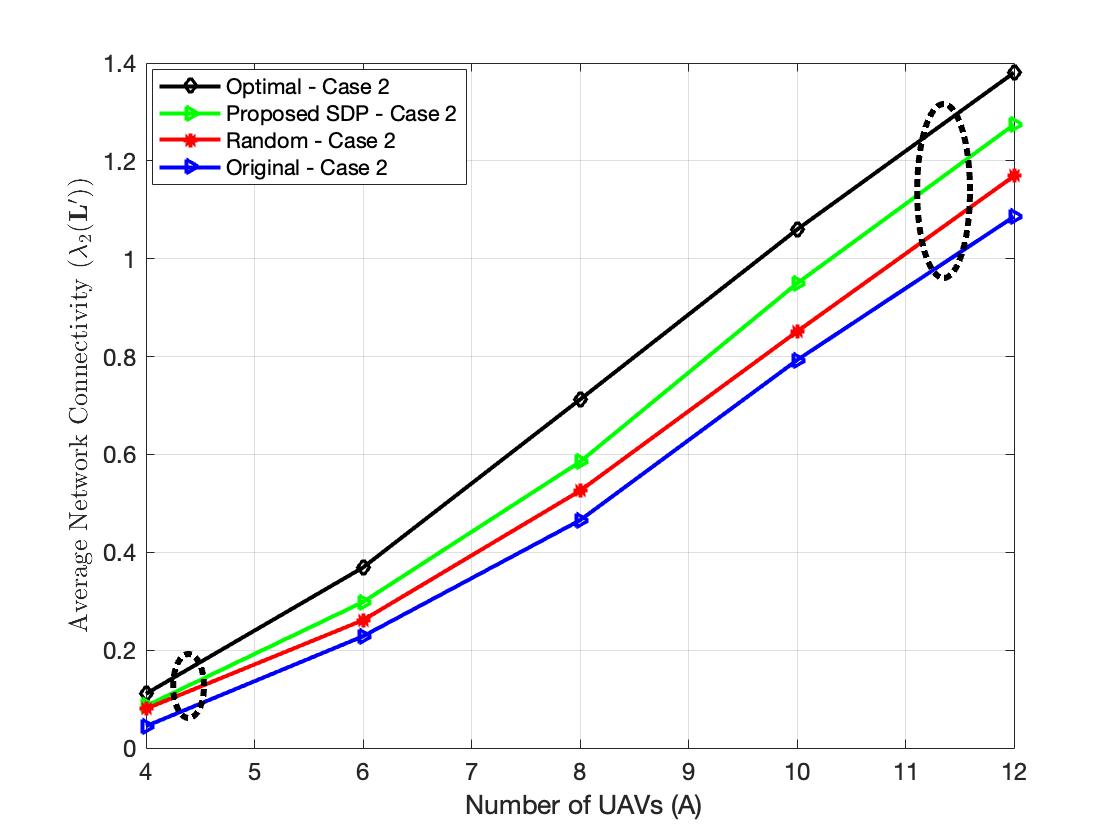 Optimal - Case 2
Proposed SDP - Case 2
Random - Case 2
Original - Case 2
1.4
1.2
1
0.8
0.6
0.4
0.2
0
Average Network Connectivity (λ₂(L′))
4 5 6 7 8 9 10 11 12
Number of UAVs (A)